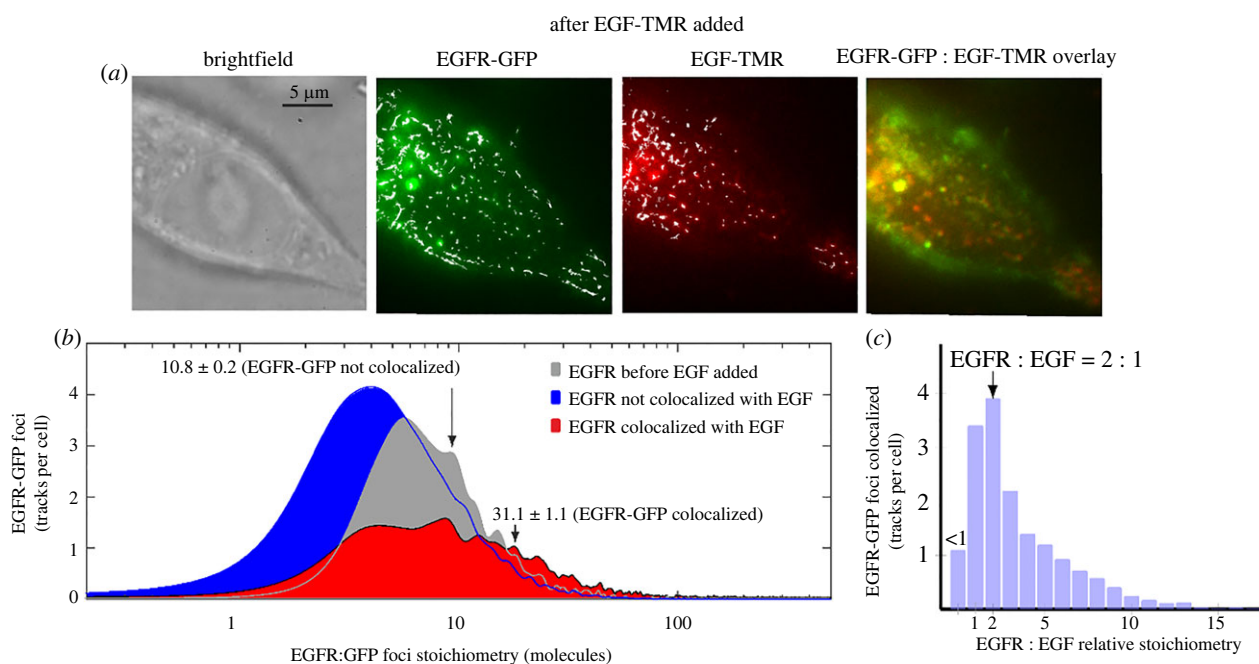 after EGF-TMR added
brightfield
EGFR-GFP
EGF-TMR
EGFR-GFP : EGF-TMR overlay
(a)
5 μm
(b)
10.8 ± 0.2 (EGFR-GFP not colocalized)
EGFR before EGF added
EGFR not colocalized with EGF
EGFR colocalized with EGF
31.1 ± 1.1 (EGFR-GFP colocalized)
EGFR-GFP foci
(tracks per cell)
4
3
2
1
0
1
10
100
EGFR:GFP foci stoichiometry (molecules)
(c)
EGFR : EGF = 2 : 1
EGFR-GFP foci colocalized
(tracks per cell)
4
3
2
1
<1
1 2 5 10 15
EGFR : EGF relative stoichiometry